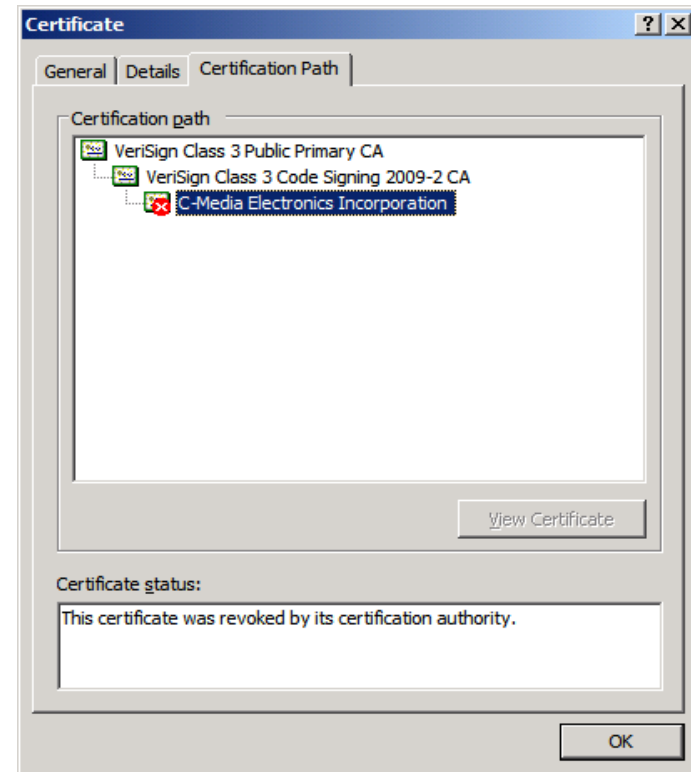 Certificate
General Details Certification Path
Certification path
VeriSign Class 3 Public Primary CA
VeriSign Class 3 Code Signing 2009-2 CA
C-Media Electronics Incorporation
View Certificate
Certificate status:
This certificate was revoked by its certification authority.
OK